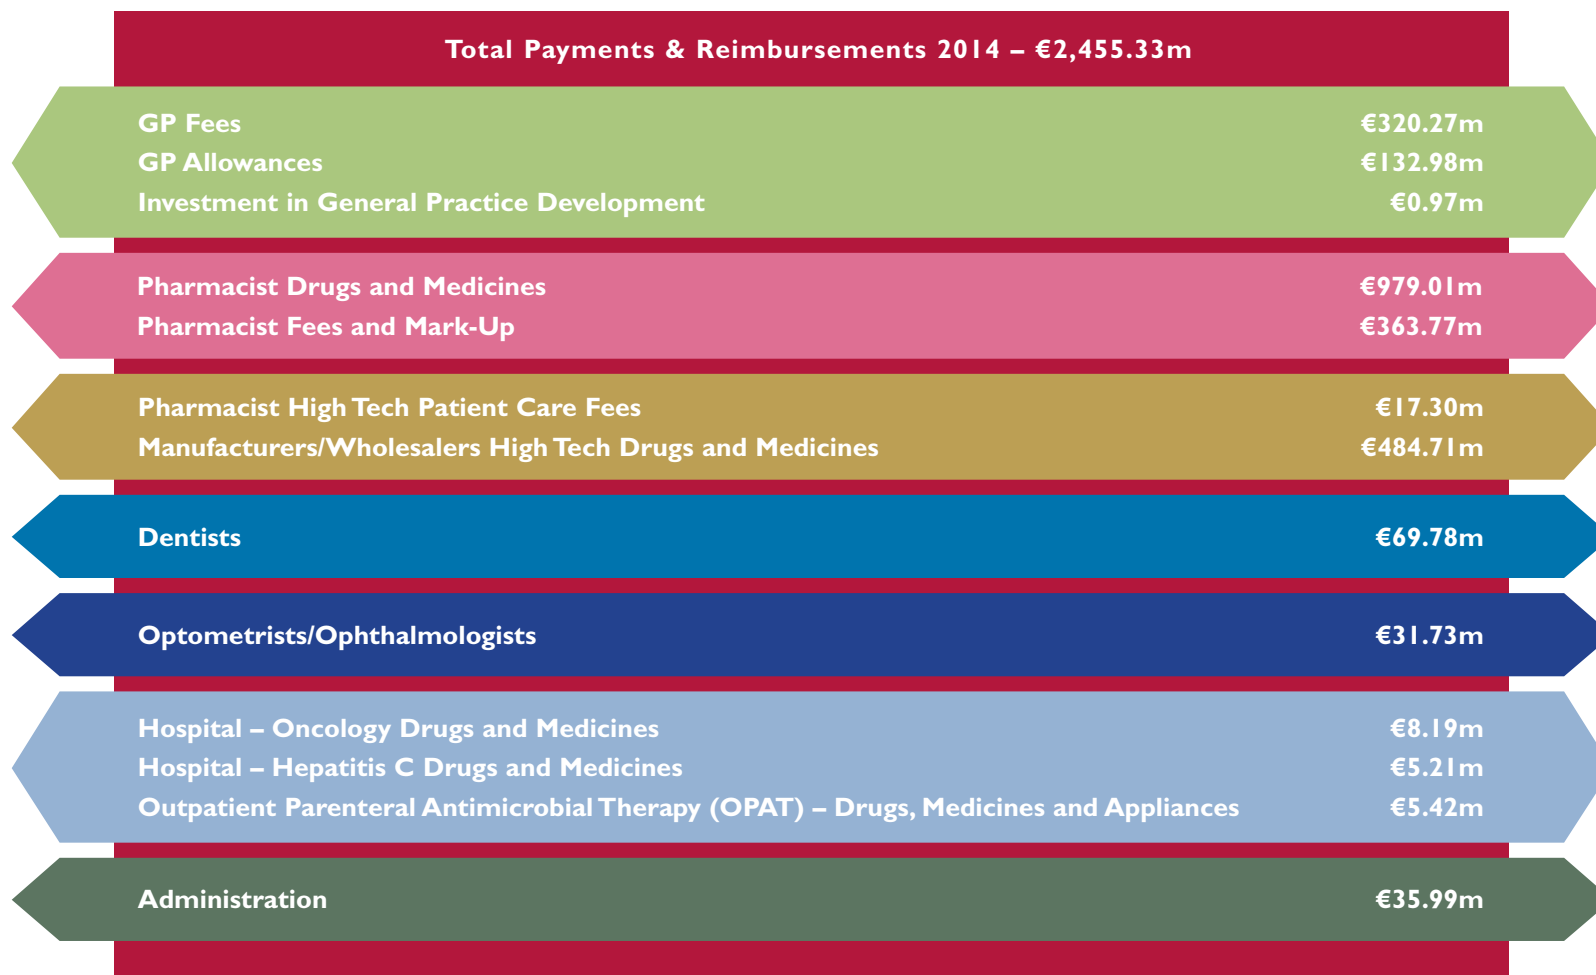 Total Payments & Reimbursements 2014 – €2,455.33m
GP Fees €320.27m
GP Allowances €132.98m
Investment in General Practice Development €0.97m
Pharmacist Drugs and Medicines €979.01m
Pharmacist Fees and Mark-Up €363.77m
Pharmacist High Tech Patient Care Fees €17.30m
Manufacturers/Wholesalers High Tech Drugs and Medicines €484.71m
Dentists €69.78m
Optometrists/Ophthalmologists €31.73m
Hospital – Oncology Drugs and Medicines €8.19m
Hospital – Hepatitis C Drugs and Medicines €5.21m
Outpatient Parenteral Antimicrobial Therapy (OPAT) – Drugs, Medicines and Appliances €5.42m
Administration €35.99m